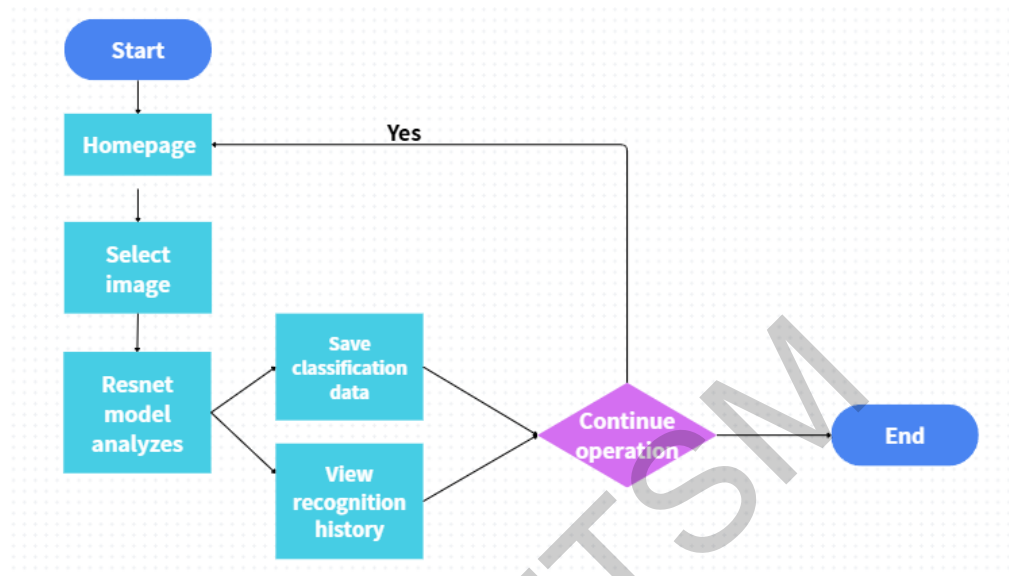 Start
Homepage
Yes
Select
image
Resnet
model
analyzes
Save
classification
data
View
recognition
history
Continue
operation
End
TSM